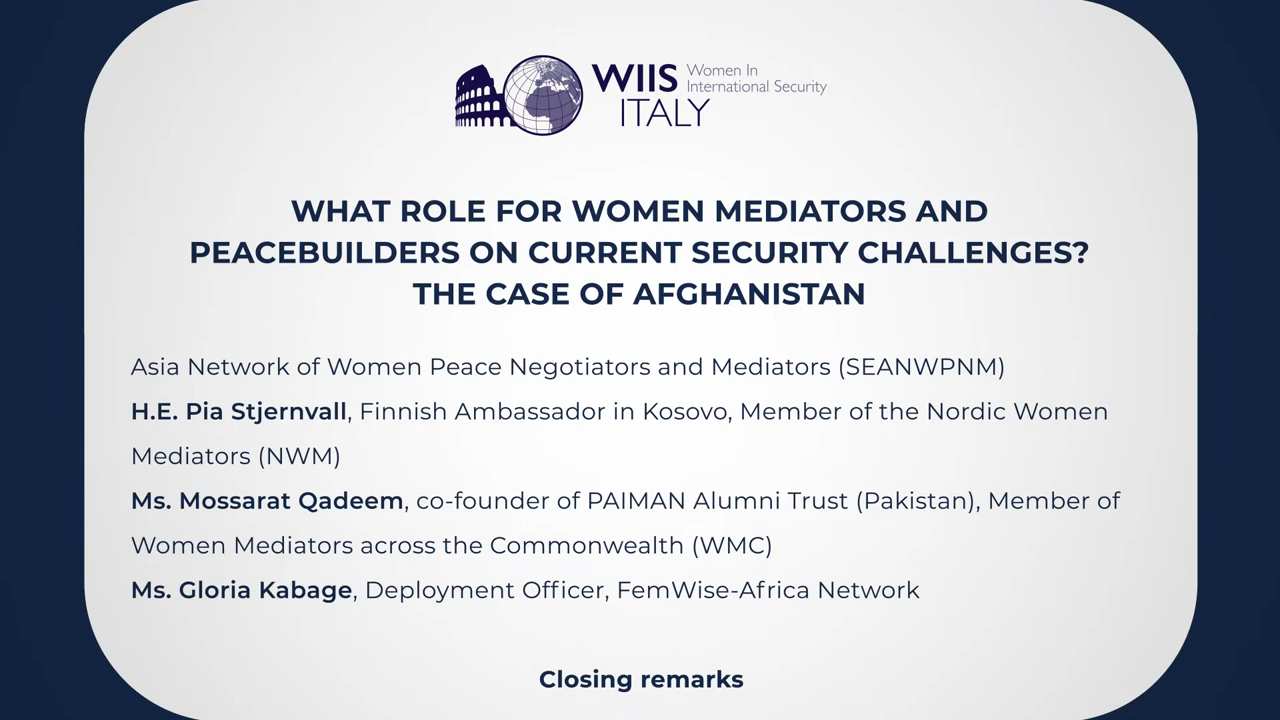 WIIS Women In
International Security
ITALY
WHAT ROLE FOR WOMEN MEDIATORS AND
PEACEBUILDERS ON CURRENT SECURITY CHALLENGES?
THE CASE OF AFGHANISTAN
Asia Network of Women Peace Negotiators and Mediators (SEANWPNM)
H.E. Pia Stjernvall, Finnish Ambassador in Kosovo, Member of the Nordic Women
Mediators (NWM)
Ms. Mossarat Qadeem, co-founder of PAIMAN Alumni Trust (Pakistan), Member of
Women Mediators across the Commonwealth (WMC)
Ms. Gloria Kabage, Deployment Officer, FemWise-Africa Network
Closing remarks